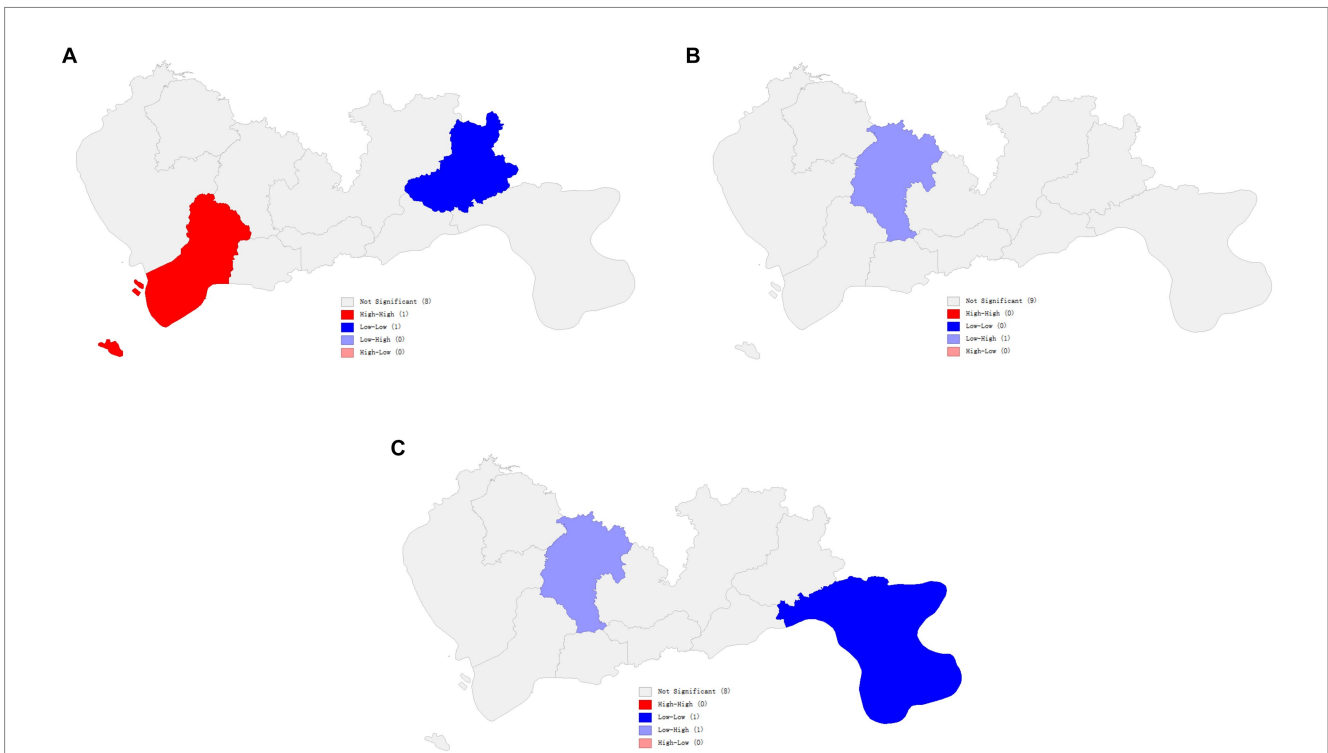 A
Not Significant (8)
High-High (1)
Low-Low (1)
Low-High (0)
High-Low (0)
B
Not Significant (9)
High-High (0)
Low-Low (0)
Low-High (1)
High-Low (0)
C
Not Significant (8)
High-High (0)
Low-Low (1)
Low-High (1)
High-Low (0)